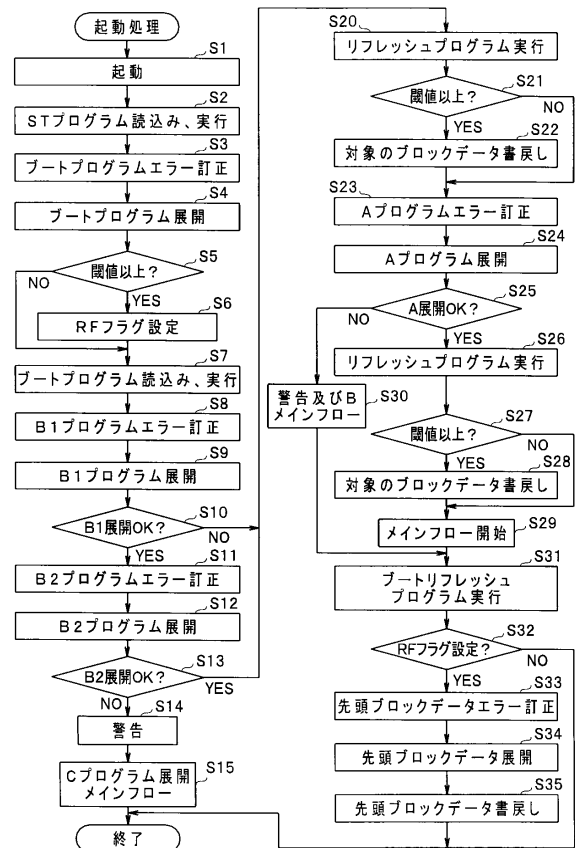 起動処理
S1
起動
S2
STプログラム読込み、実行
S3
ブートプログラムエラー訂正
S4
ブートプログラム展開
S5
閾値以上?
NO
YES
S6
RFフラグ設定
S7
ブートプログラム読込み、実行
S8
B1プログラムエラー訂正
S9
B1プログラム展開
S10
B1展開OK?
NO
YES
S11
B2プログラムエラー訂正
S12
B2プログラム展開
S13
B2展開OK?
YES
NO
S14
警告
S15
Cプログラム展開
メインフロー
終了
S20
リフレッシュプログラム実行
S21
閾値以上?
NO
YES
S22
対象のブロックデータ書戻し
S23
Aプログラムエラー訂正
S24
Aプログラム展開
S25
A展開OK?
NO
YES
S26
リフレッシュプログラム実行
S30
警告及びB
メインフロー
S27
閾値以上?
NO
YES
S28
対象のブロックデータ書戻し
S29
メインフロー開始
S31
ブートリフレッシュ
プログラム実行
S32
RFフラグ設定?
NO
YES
S33
先頭ブロックデータエラー訂正
S34
先頭ブロックデータ展開
S35
先頭ブロックデータ書戻し